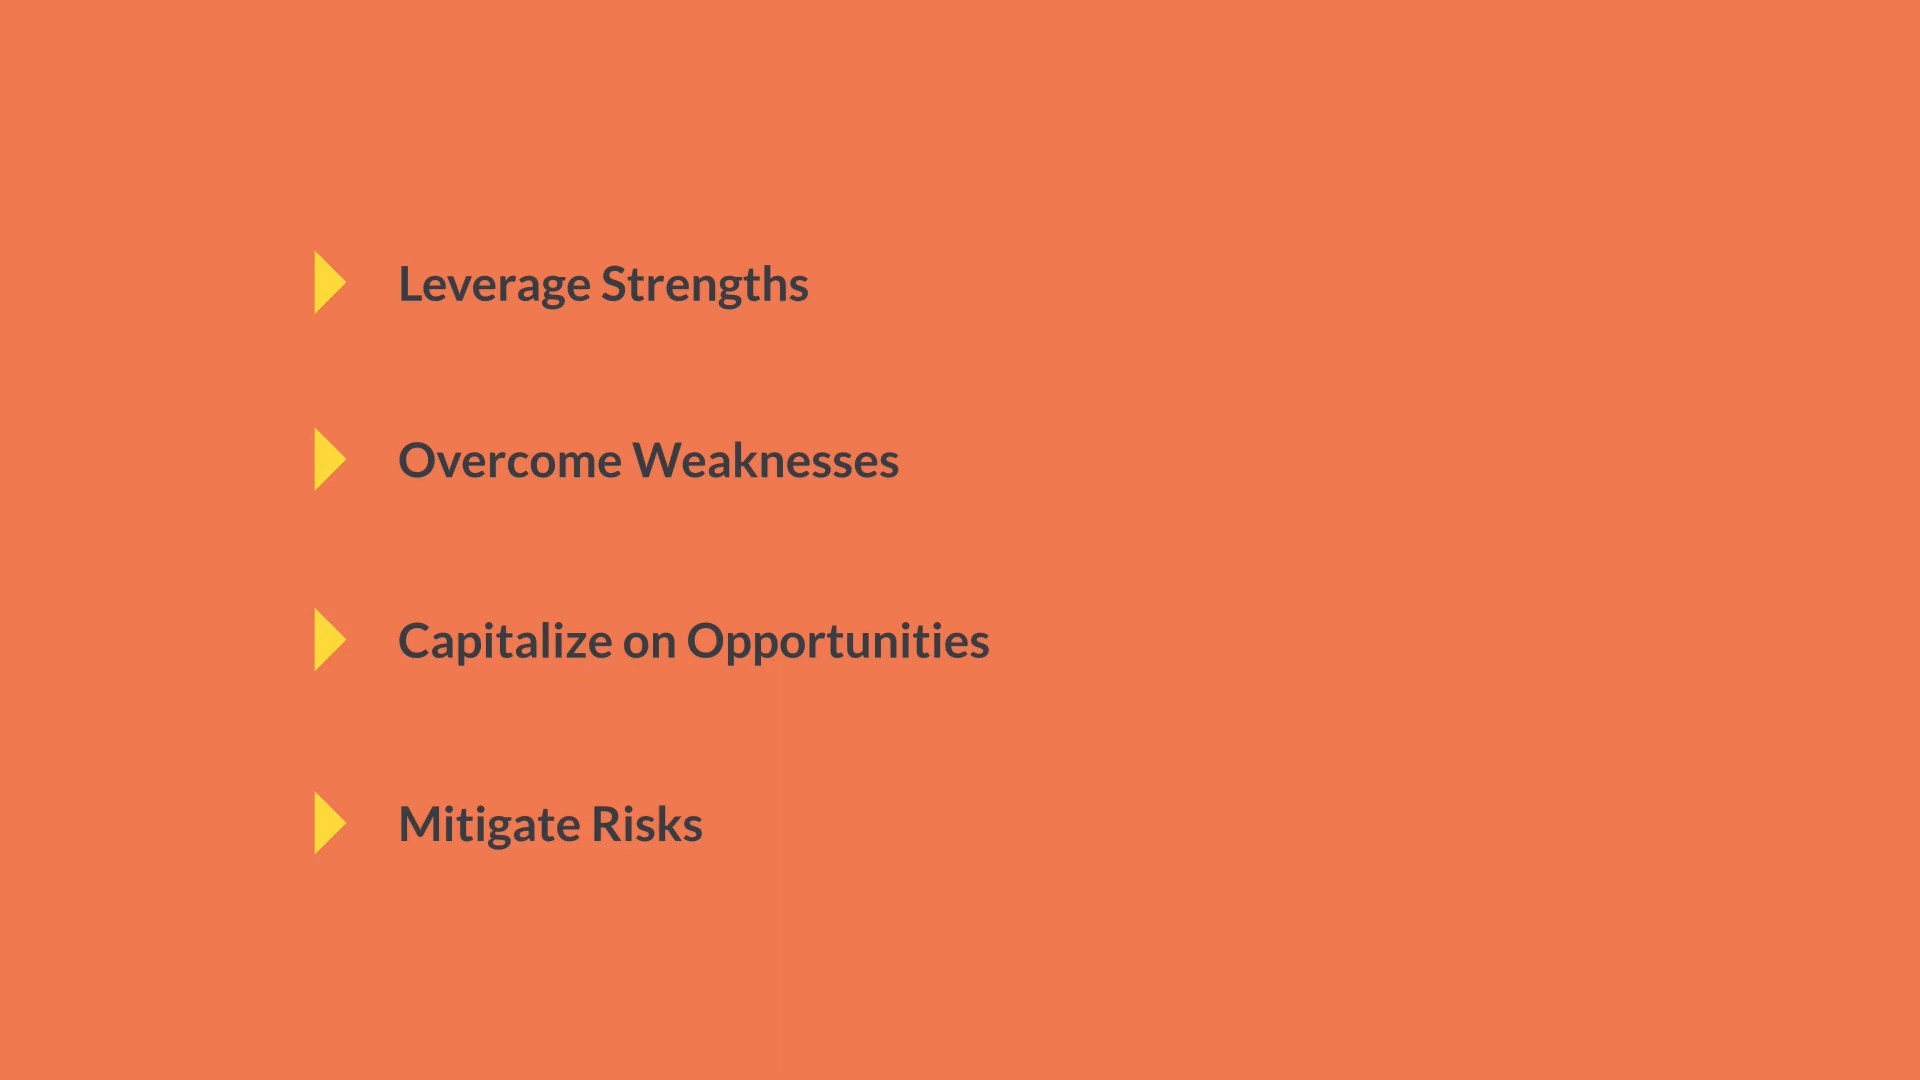 Leverage Strengths
Overcome Weaknesses
Capitalize on Opportunities
Mitigate Risks